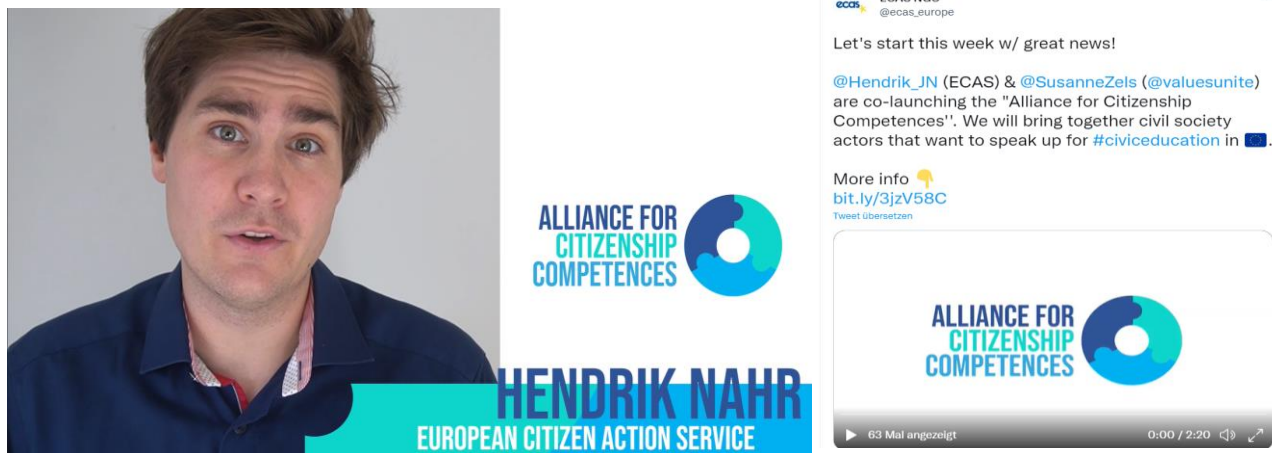 ALLIANCE FOR
CITIZENSHIP
COMPETENCES
HENDRIK NAHR
EUROPEAN CITIZEN ACTION SERVICE
ecas
@ecas_europe
Let's start this week w/ great news!
@Hendrik_JN (ECAS) & @SusanneZels (@valuesunite)
are co-launching the "Alliance for Citizenship
Competences''. We will bring together civil society
actors that want to speak up for #civiceducation in 🇪🇺.
More info 👇
bit.ly/3jzV58C
Tweet übersetzen
ALLIANCE FOR
CITIZENSHIP
COMPETENCES
63 Mal angezeigt
0:00 / 2:20